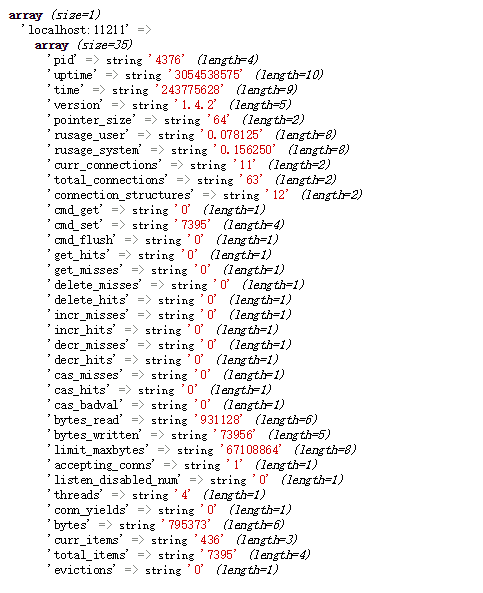 array (size=1)
'localhost:11211' =>
array (size=35)
'pid' => string '4376' (length=4)
'uptime' => string '3054538575' (length=10)
'time' => string '243775628' (length=9)
'version' => string '1.4.2' (length=5)
'pointer_size' => string '64' (length=2)
'rusage_user' => string '0.078125' (length=8)
'rusage_system' => string '0.156250' (length=8)
'curr_connections' => string '11' (length=2)
'total_connections' => string '63' (length=2)
'connection_structures' => string '12' (length=2)
'cmd_get' => string '0' (length=1)
'cmd_set' => string '7395' (length=4)
'cmd_flush' => string '0' (length=1)
'get_hits' => string '0' (length=1)
'get_misses' => string '0' (length=1)
'delete_misses' => string '0' (length=1)
'delete_hits' => string '0' (length=1)
'incr_misses' => string '0' (length=1)
'incr_hits' => string '0' (length=1)
'decr_misses' => string '0' (length=1)
'decr_hits' => string '0' (length=1)
'cas_misses' => string '0' (length=1)
'cas_hits' => string '0' (length=1)
'cas_badval' => string '0' (length=1)
'bytes_read' => string '931128' (length=6)
'bytes_written' => string '73956' (length=5)
'limit_maxbytes' => string '67108864' (length=8)
'accepting_conns' => string '1' (length=1)
'listen_disabled_num' => string '0' (length=1)
'threads' => string '4' (length=1)
'conn_yields' => string '0' (length=1)
'bytes' => string '795373' (length=6)
'curr_items' => string '436' (length=3)
'total_items' => string '7395' (length=4)
'evictions' => string '0' (length=1)